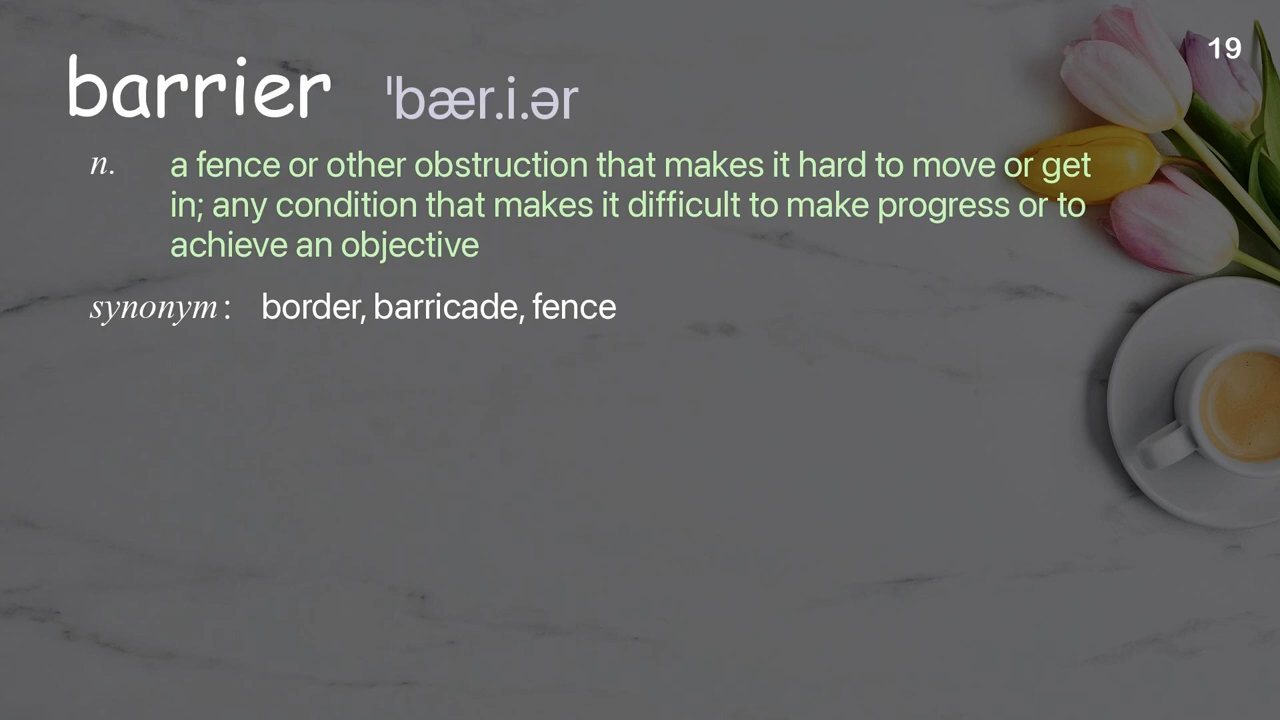 19
barrier ˈbær.i.ər
n. a fence or other obstruction that makes it hard to move or get
in; any condition that makes it difficult to make progress or to
achieve an objective
synonym: border, barricade, fence